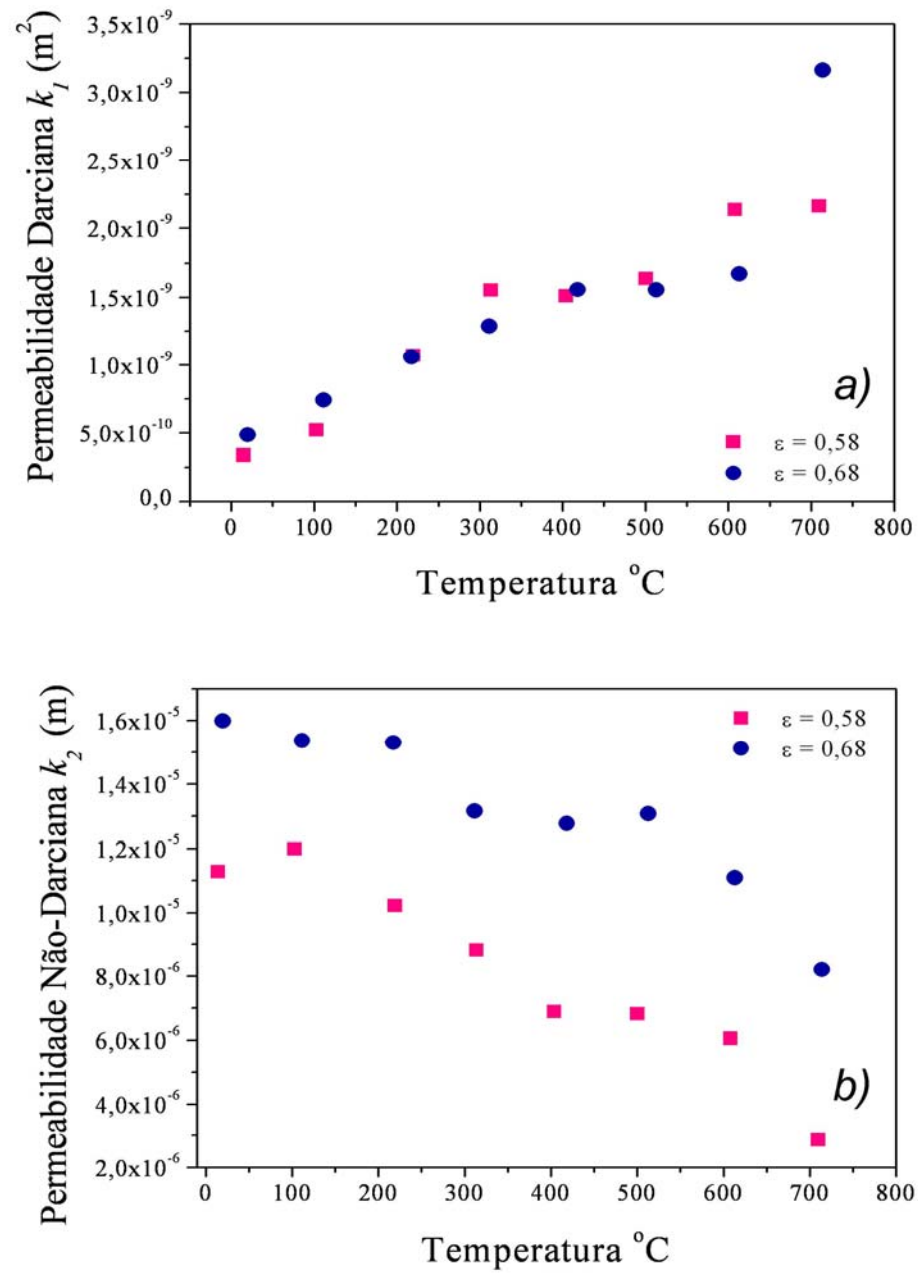 Permeabilidade Darciana k₁ (m²)
3,5x10⁻⁹
3,0x10⁻⁹
2,5x10⁻⁹
2,0x10⁻⁹
1,5x10⁻⁹
1,0x10⁻⁹
5,0x10⁻¹⁰
0,0
a)
ε = 0,58
ε = 0,68
0 100 200 300 400 500 600 700 800
Temperatura °C
Permeabilidade Não-Darciana k₂ (m)
1,6x10⁻⁵
1,4x10⁻⁵
1,2x10⁻⁵
1,0x10⁻⁵
8,0x10⁻⁶
6,0x10⁻⁶
4,0x10⁻⁶
2,0x10⁻⁶
ε = 0,58
ε = 0,68
b)
0 100 200 300 400 500 600 700 800
Temperatura °C